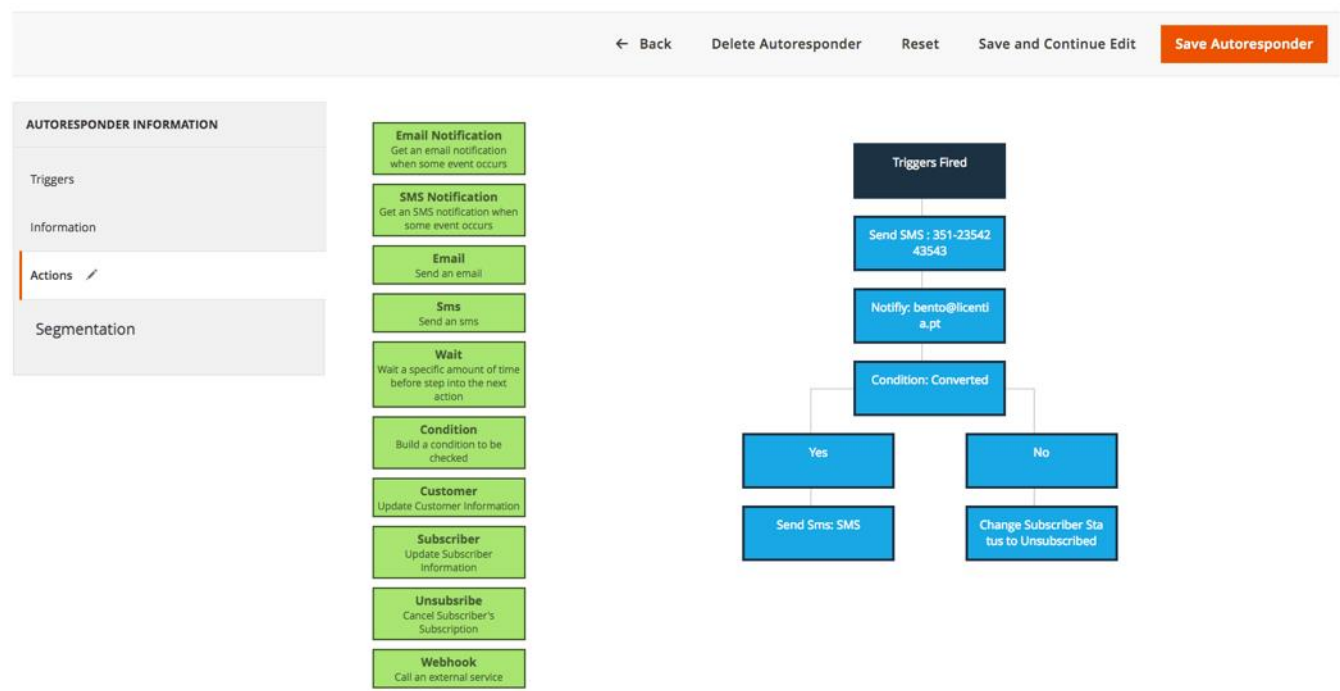 ← Back Delete Autoresponder Reset Save and Continue Edit Save Autoresponder
AUTORESPONDER INFORMATION
Triggers
Information
Actions
Segmentation
Email Notification
Get an email notification
when some event occurs
SMS Notification
Get an SMS notification when
some event occurs
Email
Send an email
Sms
Send an sms
Wait
Wait a specific amount of time
before step into the next
action
Condition
Build a condition to be
checked
Customer
Update Customer Information
Subscriber
Update Subscriber
Information
Unsubsribe
Cancel Subscriber's
Subscription
Webhook
Call an external service
Triggers Fired
Send SMS : 351-23542
43543
Notifiy: bento@licenti
a.pt
Condition: Converted
Yes
No
Send Sms: SMS
Change Subscriber Sta
tus to Unsubscribed